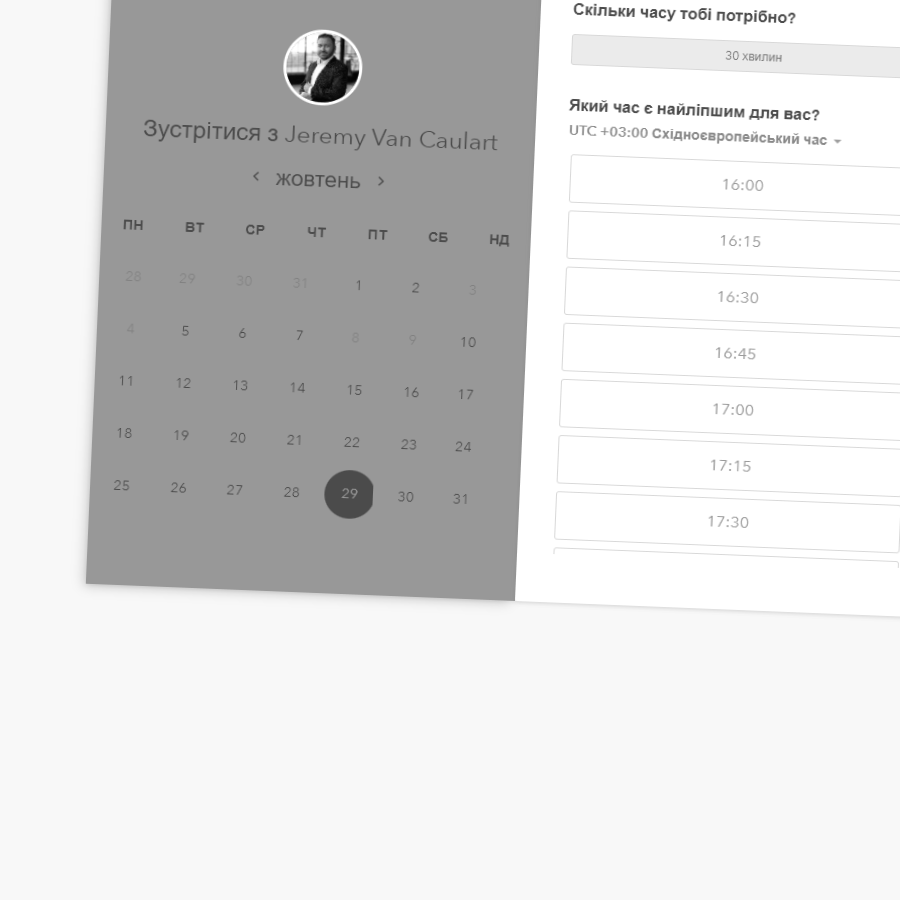 Зустрітися з Jeremy Van Caulart
жовтень
ПН ВТ СР ЧТ ПТ СБ НД
28 29 30 31 1 2 3
4 5 6 7 8 9 10
11 12 13 14 15 16 17
18 19 20 21 22 23 24
25 26 27 28 29 30 31
Скільки часу тобі потрібно?
30 хвилин
Який час є найліпшим для вас?
UTC +03:00 Східноєвропейський час
16:00
16:15
16:30
16:45
17:00
17:15
17:30